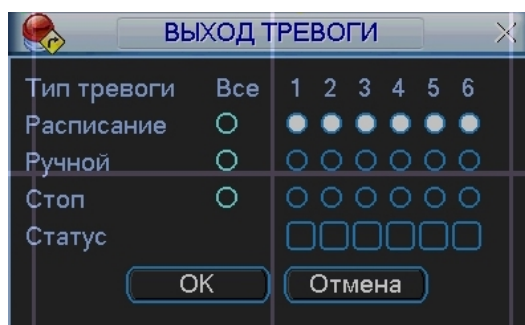 ВЫХОД ТРЕВОГИ
Тип тревоги Все 1 2 3 4 5 6
Расписание
Ручной
Стоп
Статус
OK Отмена